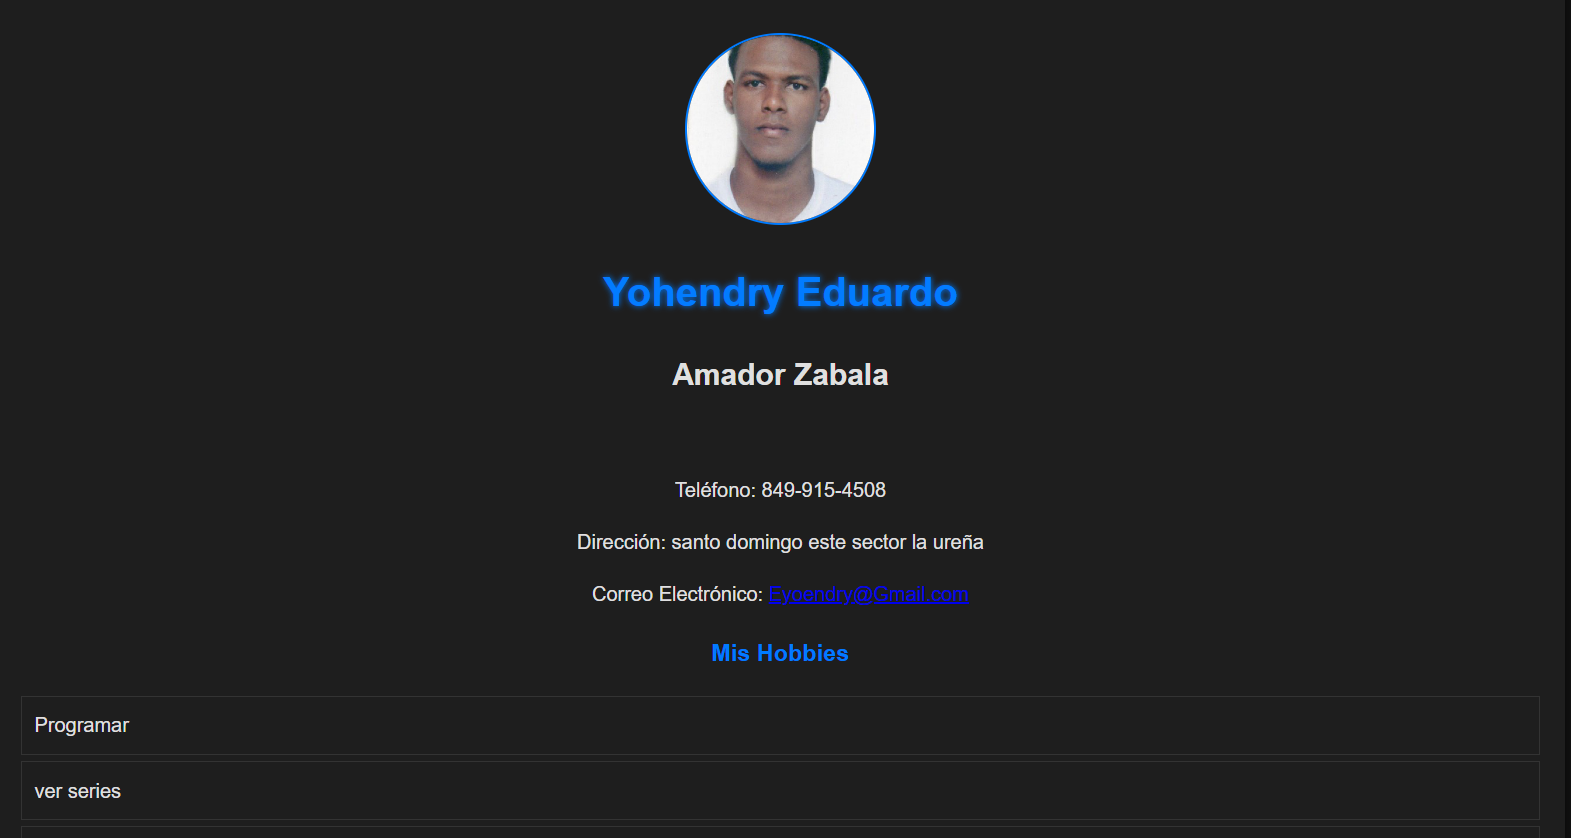 Yohendry Eduardo
Amador Zabala
Teléfono: 849-915-4508
Dirección: santo domingo este sector la ureña
Correo Electrónico: Eyoendry@Gmail.com
Mis Hobbies
Programar
ver series